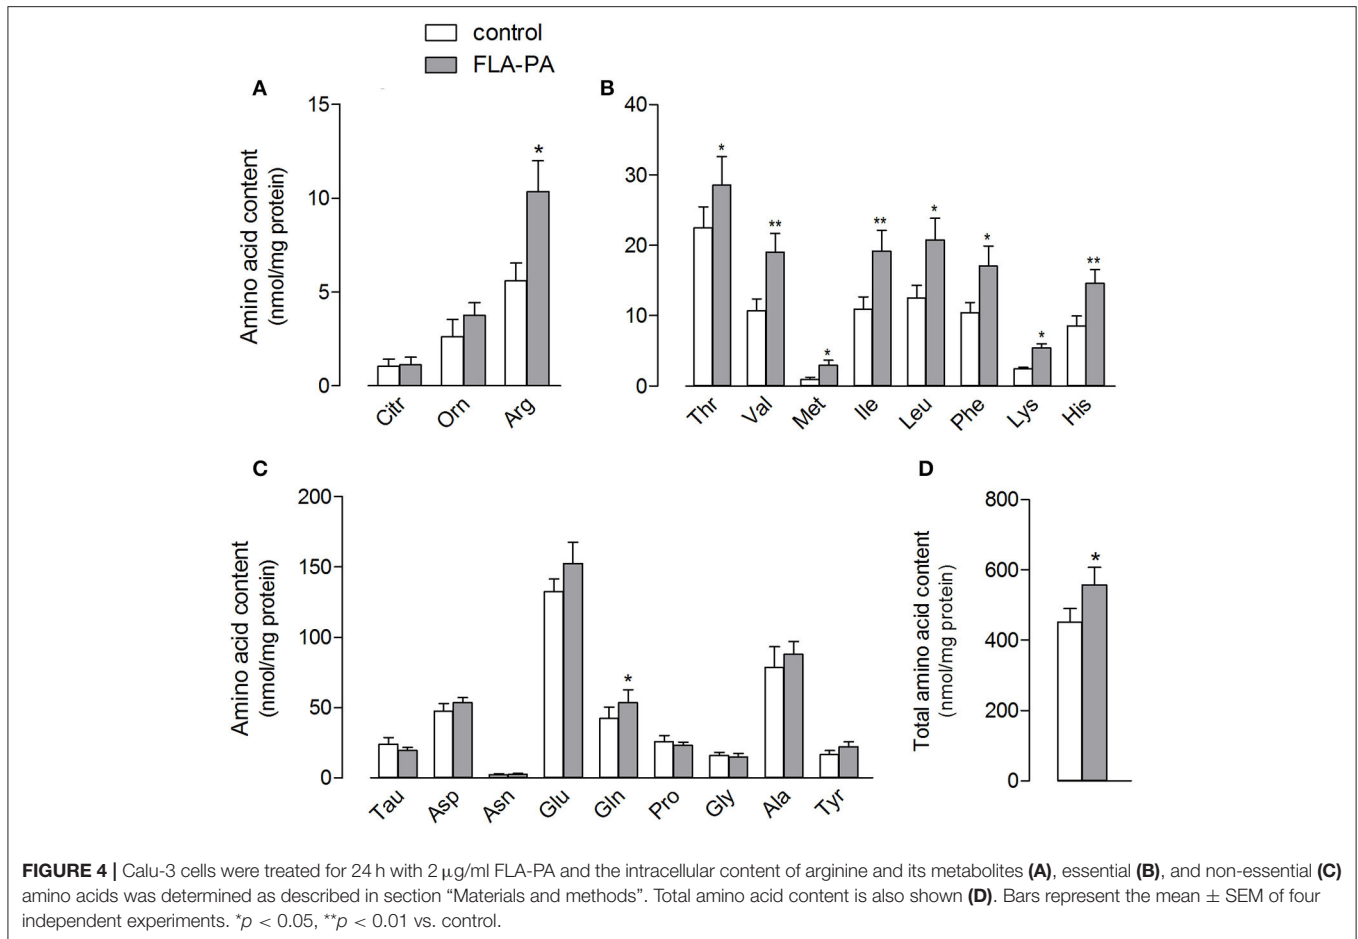 control
FLA-PA
A
B
15
10
5
0
Amino acid content
(nmol/mg protein)
*
Citr
Orn
Arg
40
30
20
10
0
*
**
*
**
*
*
*
**
Thr
Val
Met
Ile
Leu
Phe
Lys
His
C
D
200
150
100
50
0
Amino acid content
(nmol/mg protein)
*
Tau
Asp
Asn
Glu
Gln
Pro
Gly
Ala
Tyr
800
600
400
200
0
Total amino acid content
(nmol/mg protein)
*
FIGURE 4 | Calu-3 cells were treated for 24 h with 2 μg/ml FLA-PA and the intracellular content of arginine and its metabolites (A), essential (B), and non-essential (C)
amino acids was determined as described in section “Materials and methods”. Total amino acid content is also shown (D). Bars represent the mean ± SEM of four
independent experiments. *p < 0.05, **p < 0.01 vs. control.